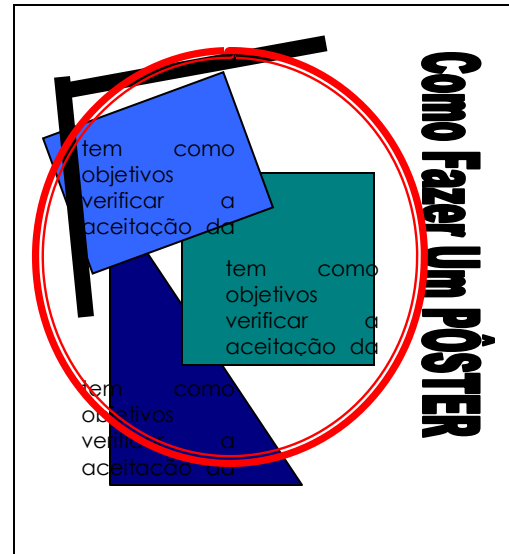 tem como
objetivos
verificar a
aceitação da
tem como
objetivos
verificar a
aceitação da
tem como
objetivos
verificar a
aceitação da
Como Fazer Um PÔSTER